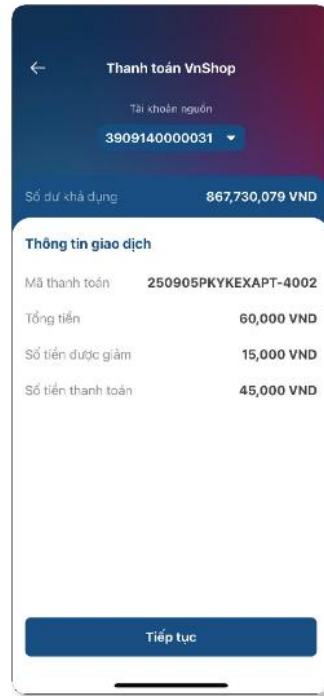 Thanh toán VnShop
Tài khoản nguồn
3909140000031
Số dư khả dụng 867,730,079 VND
Thông tin giao dịch
Mã thanh toán 250905PKYKEXAPT-4002
Tổng tiền 60,000 VND
Số tiền được giảm 15,000 VND
Số tiền thanh toán 45,000 VND
Tiếp tục